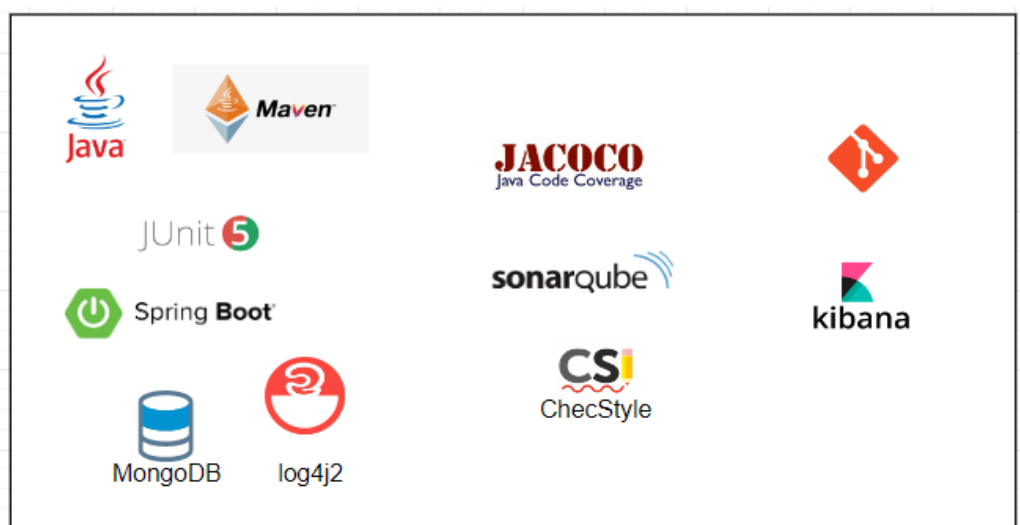 Java
Maven
JACOCO
Java Code Coverage
JUnit 5
sonarqube
kibana
Spring Boot
CS
ChecStyle
MongoDB
log4j2